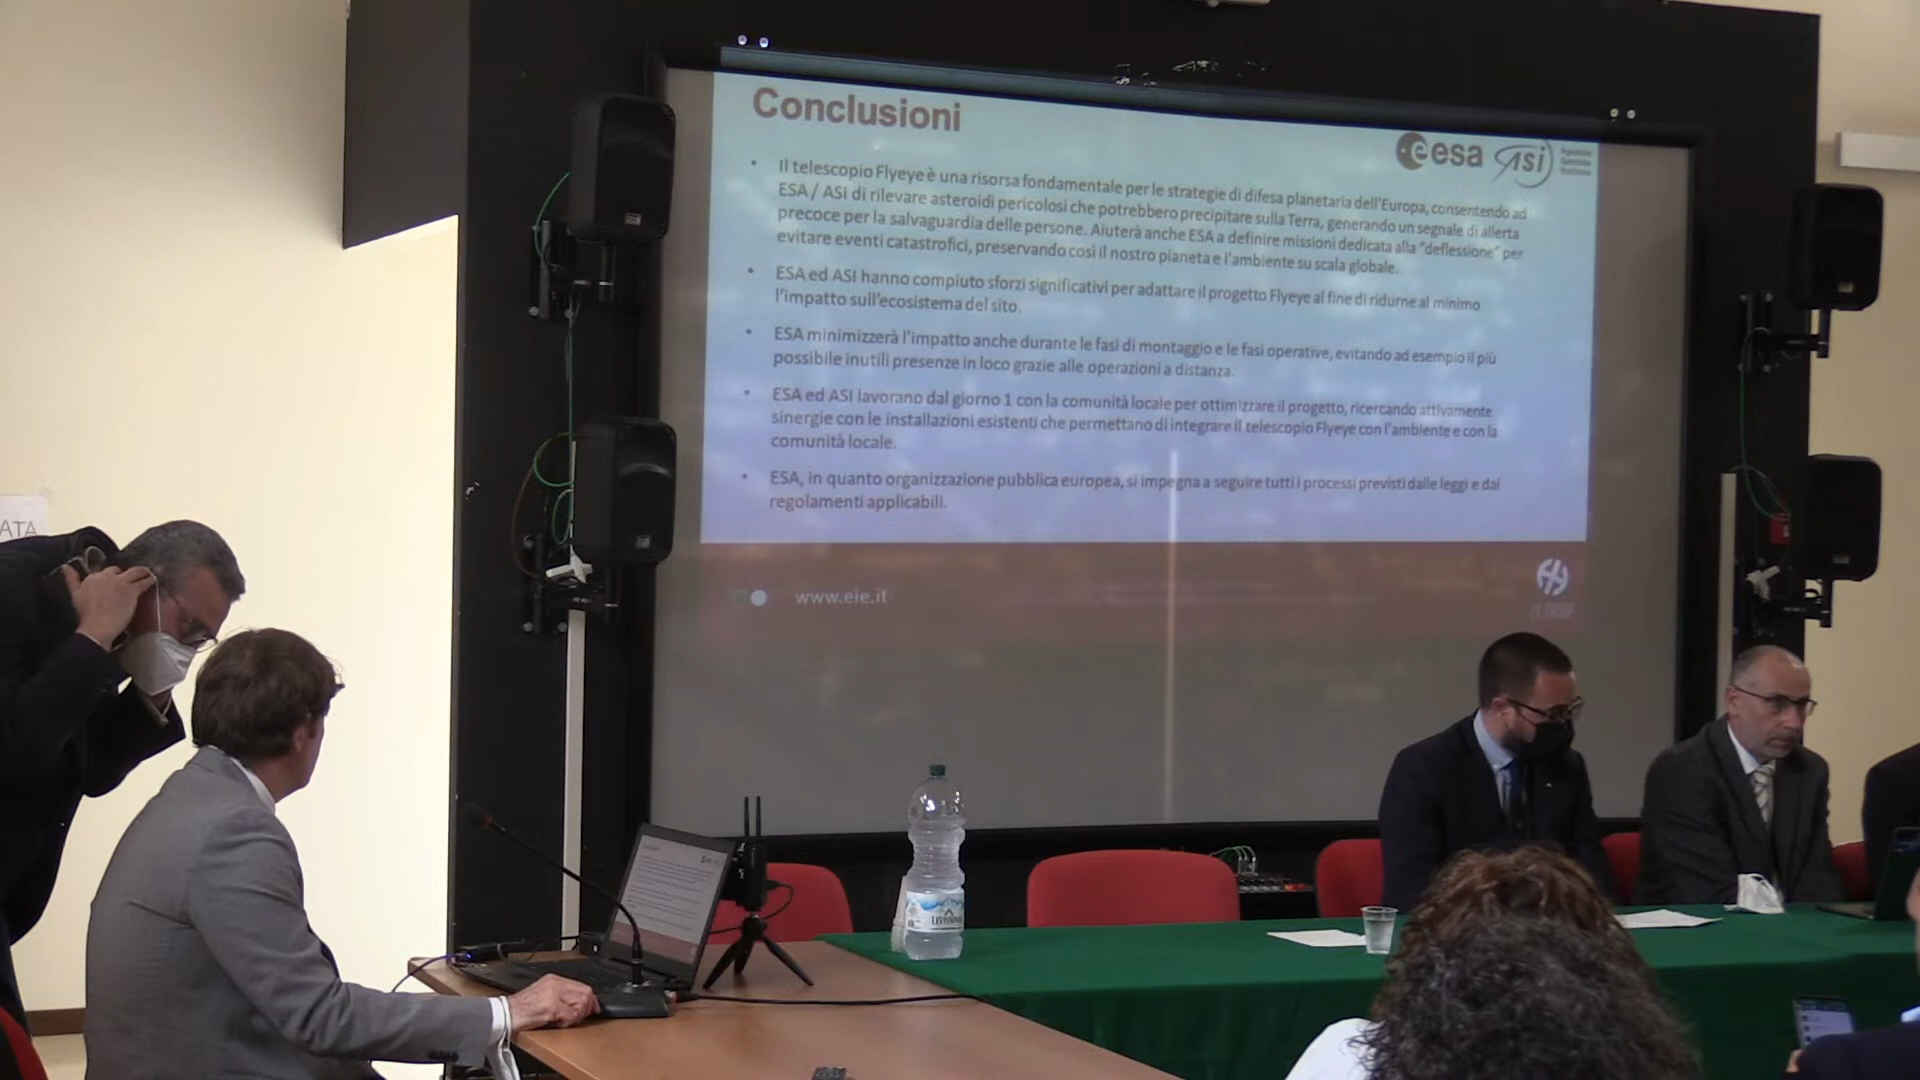 Conclusioni
esa asi
• Il telescopio Flyeye è una risorsa fondamentale per le strategie di difesa planetaria dell'Europa, consentendo ad
ESA / ASI di rilevare asteroidi pericolosi che potrebbero precipitare sulla Terra, generando un segnale di allerta
precoce per la salvaguardia delle persone. Aiuterà anche ESA a definire missioni dedicata alla "deflessione" per
evitare eventi catastrofici, preservando così il nostro pianeta e l'ambiente su scala globale.
• ESA ed ASI hanno compiuto sforzi significativi per adattare il progetto Flyeye al fine di ridurne al minimo
l'impatto sull'ecosistema del sito.
• ESA minimizzerà l'impatto anche durante le fasi di montaggio e le fasi operative, evitando ad esempio il più
possibile inutili presenze in loco grazie alle operazioni a distanza.
• ESA ed ASI lavorano dal giorno 1 con la comunità locale per ottimizzare il progetto, ricercando attivamente
sinergie con le installazioni esistenti che permettano di integrare il telescopio Flyeye con l'ambiente e con la
comunità locale.
• ESA, in quanto organizzazione pubblica europea, si impegna a seguire tutti i processi previsti dalle leggi e dai
regolamenti applicabili.
www.eie.it
ATA
LEVISSIMA